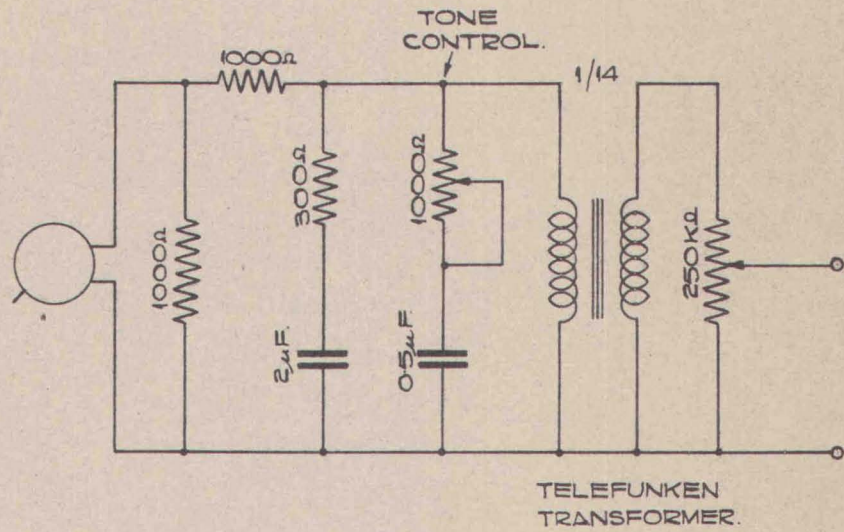 TONE
CONTROL.
1000Ω
1/14
300Ω
1000Ω
1000Ω
250KΩ
2µF.
0·5µF.
TELEFUNKEN
TRANSFORMER.